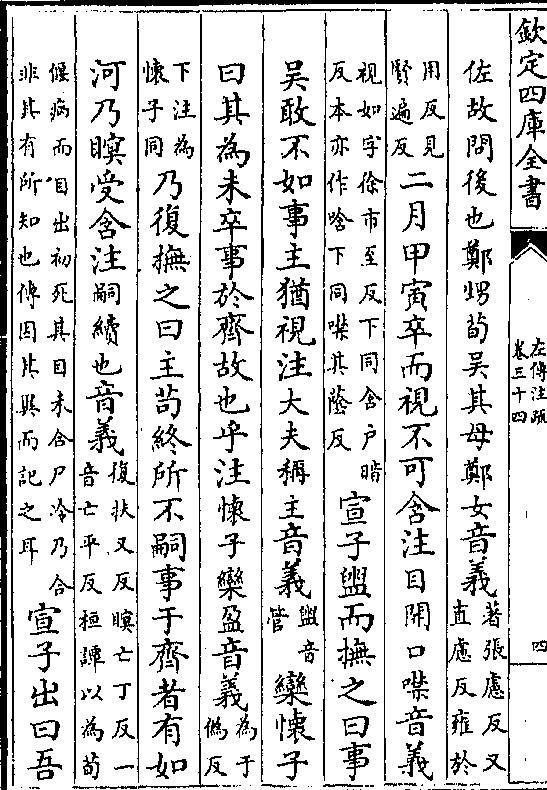 欽定四庫全書
左傳注疏
卷三十四
四
佐故問後也鄭甥荀吳其母鄭女音義著張慮反又
直慮反雍於
用反見
賢遍反二月甲寅卒而視不可含注目開口噤音義
視如字徐市至反下同含户暗
反本亦作唅下同噤其蔭反宣子盥而撫之曰事
吳敢不如事主猶視注大夫稱主音義盥音
管欒懷子
曰其為未卒事於齊故也乎注懷子欒盈音義為于
僞反
下注為
懷子同乃復撫之曰主苟終所不嗣事于齊者有如
河乃瞑受含注嗣續也音義復扶又反瞑亡丁反一
音亡平反桓譚以為荀
偃病而目出初死其目未合尸冷乃合
非其有所知也傳因其異而記之耳宣子出曰吾